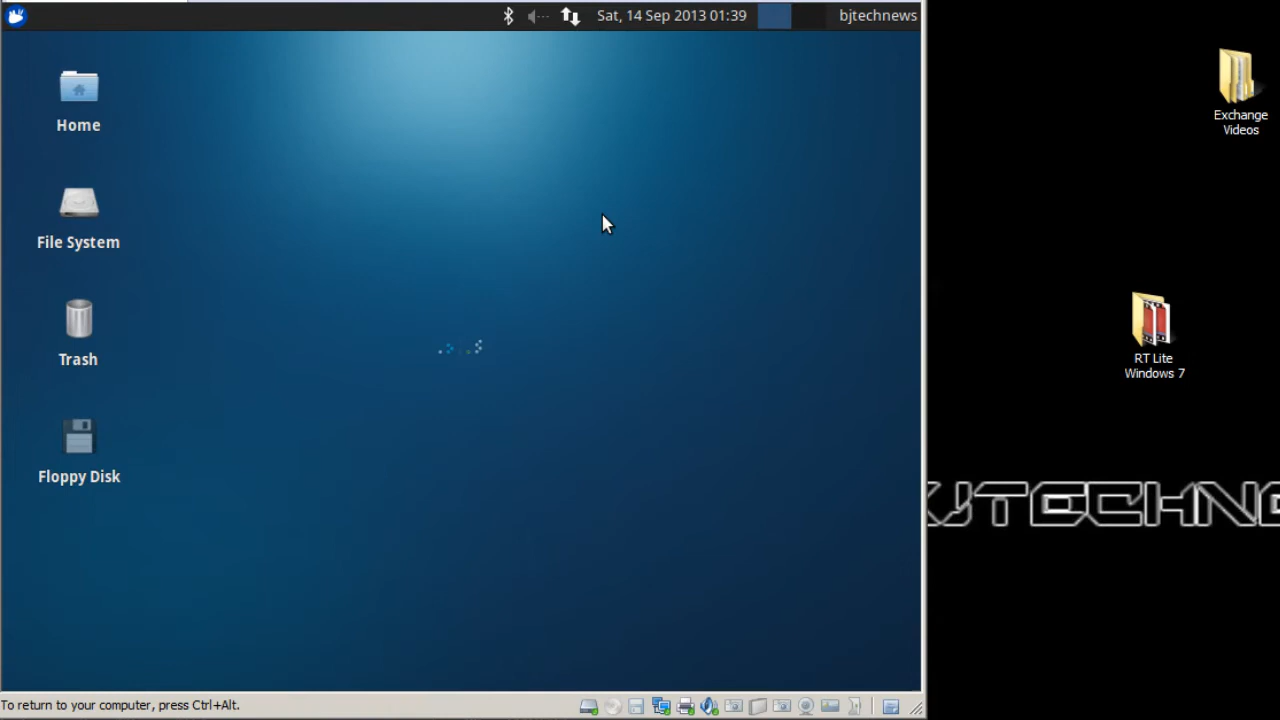 Sat, 14 Sep 2013 01:39
bjtechnews
Home
File System
Trash
Floppy Disk
Exchange
Videos
RT Lite
Windows 7
To return to your computer, press Ctrl+Alt.